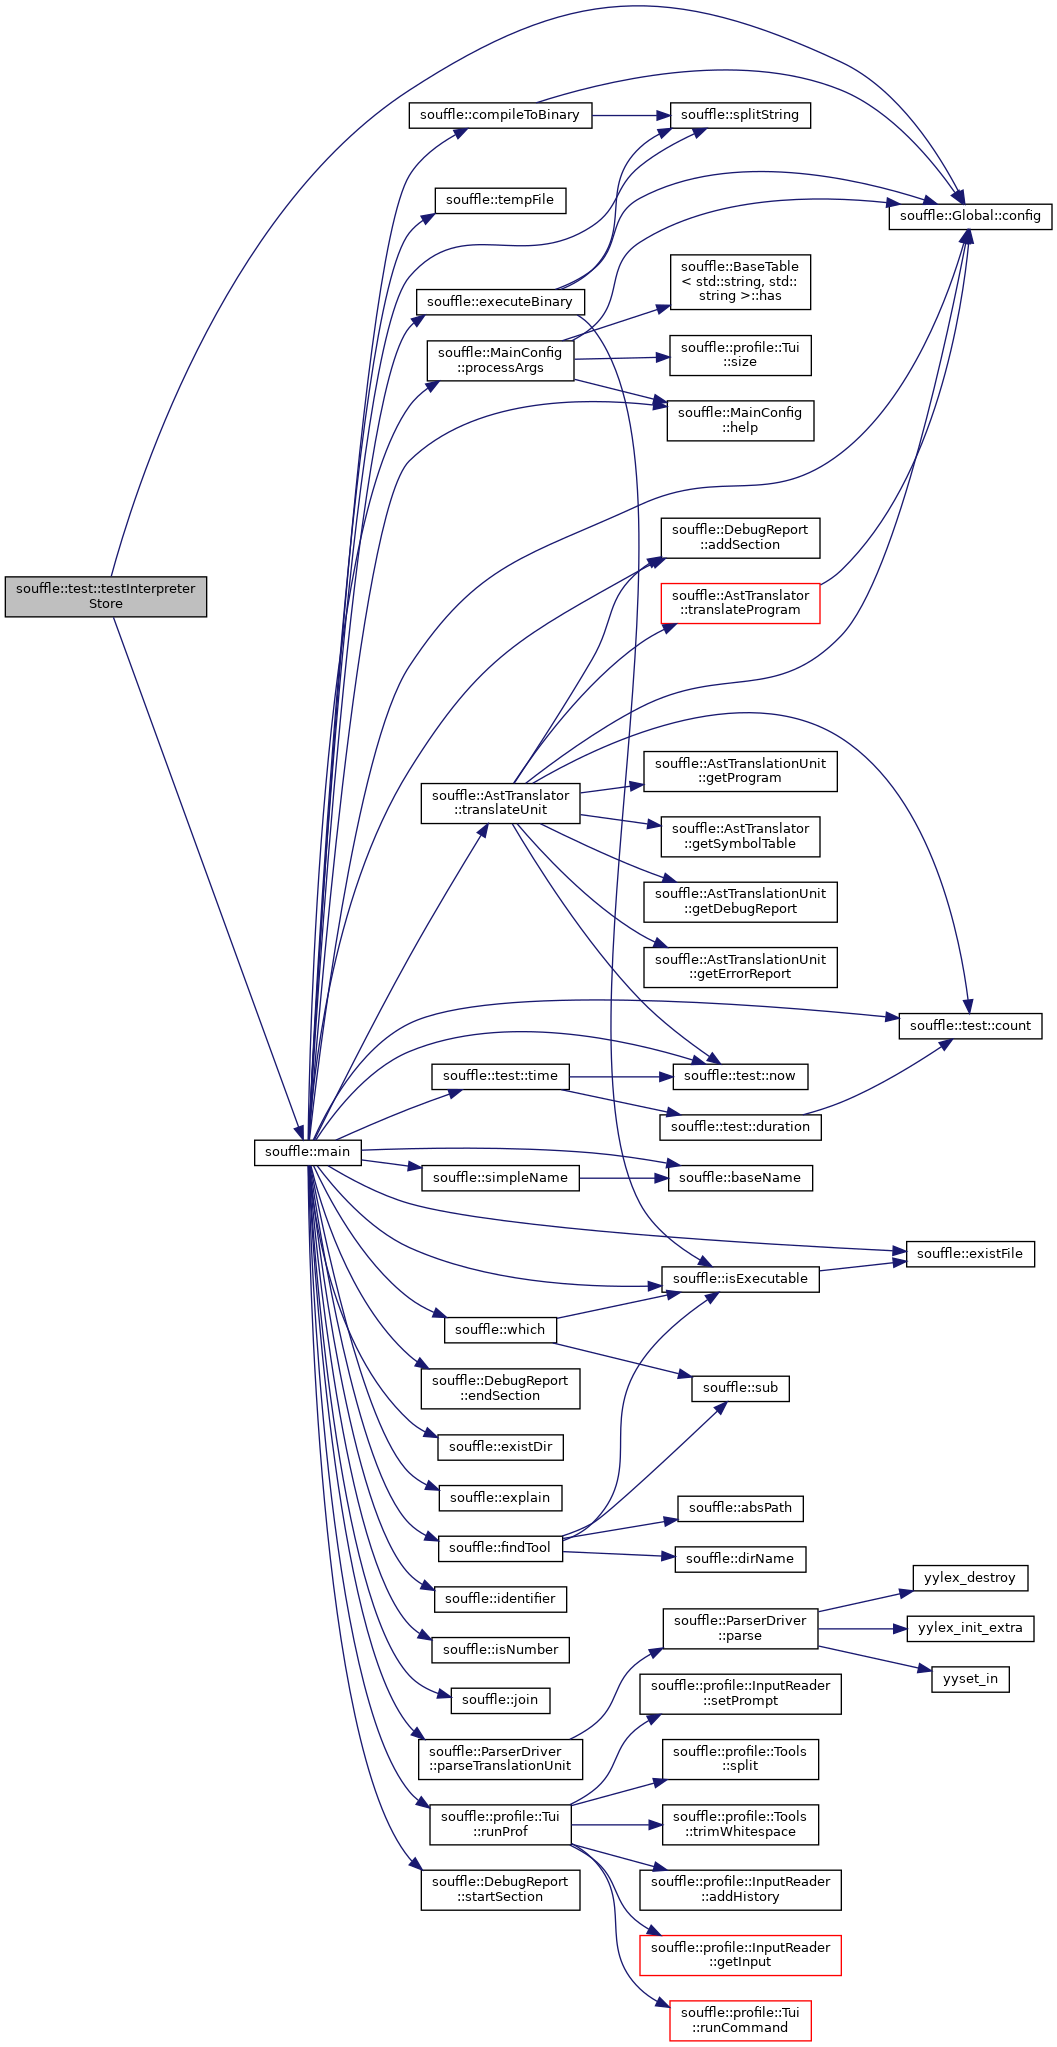 souffle::compileToBinary
souffle::splitString
souffle::tempFile
souffle::Global::config
souffle::BaseTable
< std::string, std::
string >::has
souffle::executeBinary
souffle::MainConfig
::processArgs
souffle::profile::Tui
::size
souffle::MainConfig
::help
souffle::DebugReport
::addSection
souffle::test::testInterpreter
Store
souffle::AstTranslator
::translateProgram
souffle::AstTranslationUnit
::getProgram
souffle::AstTranslator
::translateUnit
souffle::AstTranslator
::getSymbolTable
souffle::AstTranslationUnit
::getDebugReport
souffle::AstTranslationUnit
::getErrorReport
souffle::test::count
souffle::test::time
souffle::test::now
souffle::test::duration
souffle::main
souffle::simpleName
souffle::baseName
souffle::existFile
souffle::isExecutable
souffle::which
souffle::DebugReport
::endSection
souffle::sub
souffle::existDir
souffle::explain
souffle::absPath
souffle::findTool
souffle::dirName
souffle::identifier
yylex_destroy
souffle::ParserDriver
::parse
yylex_init_extra
souffle::isNumber
yyset_in
souffle::join
souffle::profile::InputReader
::setPrompt
souffle::ParserDriver
::parseTranslationUnit
souffle::profile::Tools
::split
souffle::profile::Tui
::runProf
souffle::profile::Tools
::trimWhitespace
souffle::DebugReport
::startSection
souffle::profile::InputReader
::addHistory
souffle::profile::InputReader
::getInput
souffle::profile::Tui
::runCommand